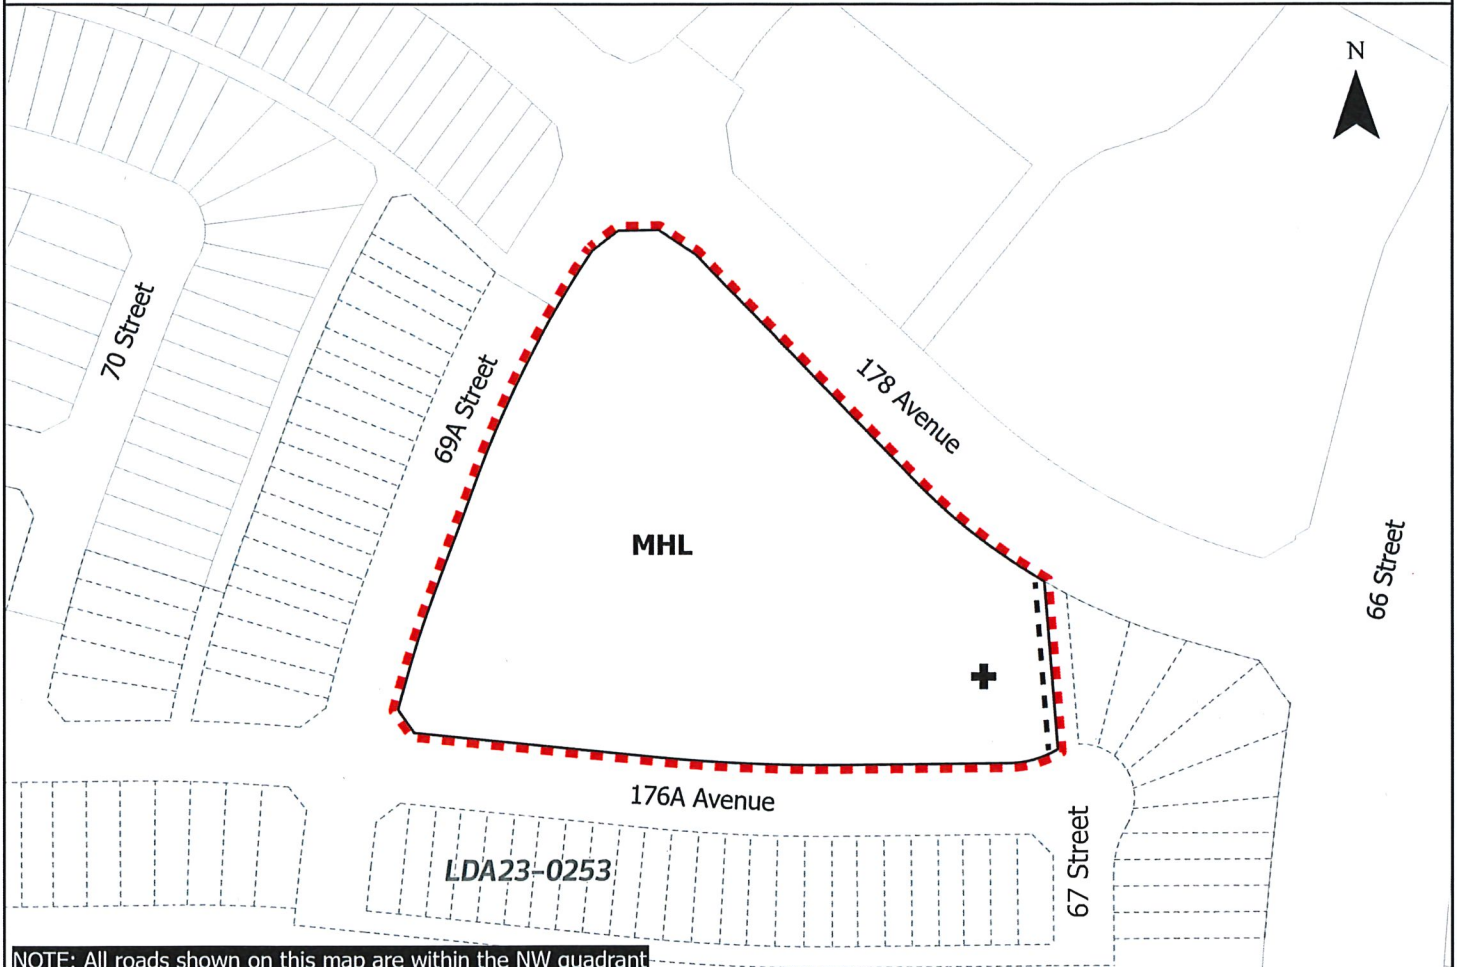 N
70 Street
69A Street
178 Avenue
MHL
66 Street
176A Avenue
LDA23-0253
67 Street
NOTE: All roads shown on this map are within the NW quadrant